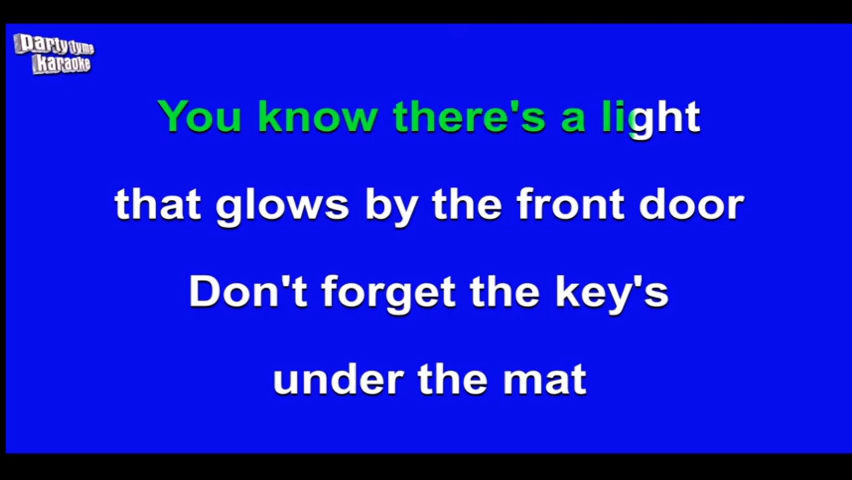 Party Tyme
karaoke
You know there's a light
that glows by the front door
Don't forget the key's
under the mat